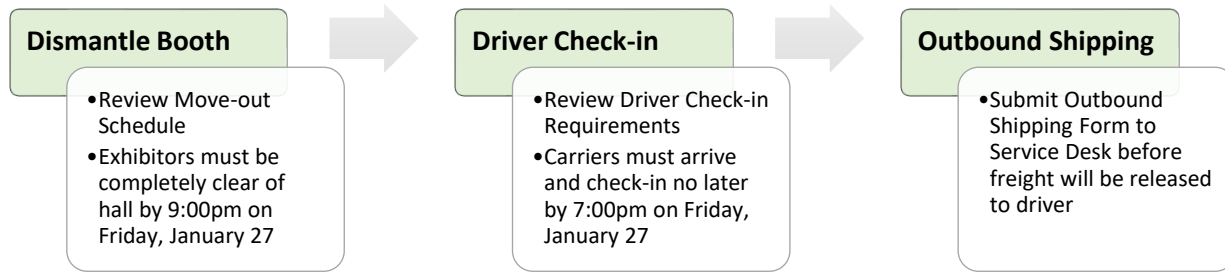 Dismantle Booth
•Review Move-out
Schedule
•Exhibitors must be
completely clear of
hall by 9:00pm on
Friday, January 27
Driver Check-in
•Review Driver Check-in
Requirements
•Carriers must arrive
and check-in no later
by 7:00pm on Friday,
January 27
Outbound Shipping
•Submit Outbound
Shipping Form to
Service Desk before
freight will be released
to driver